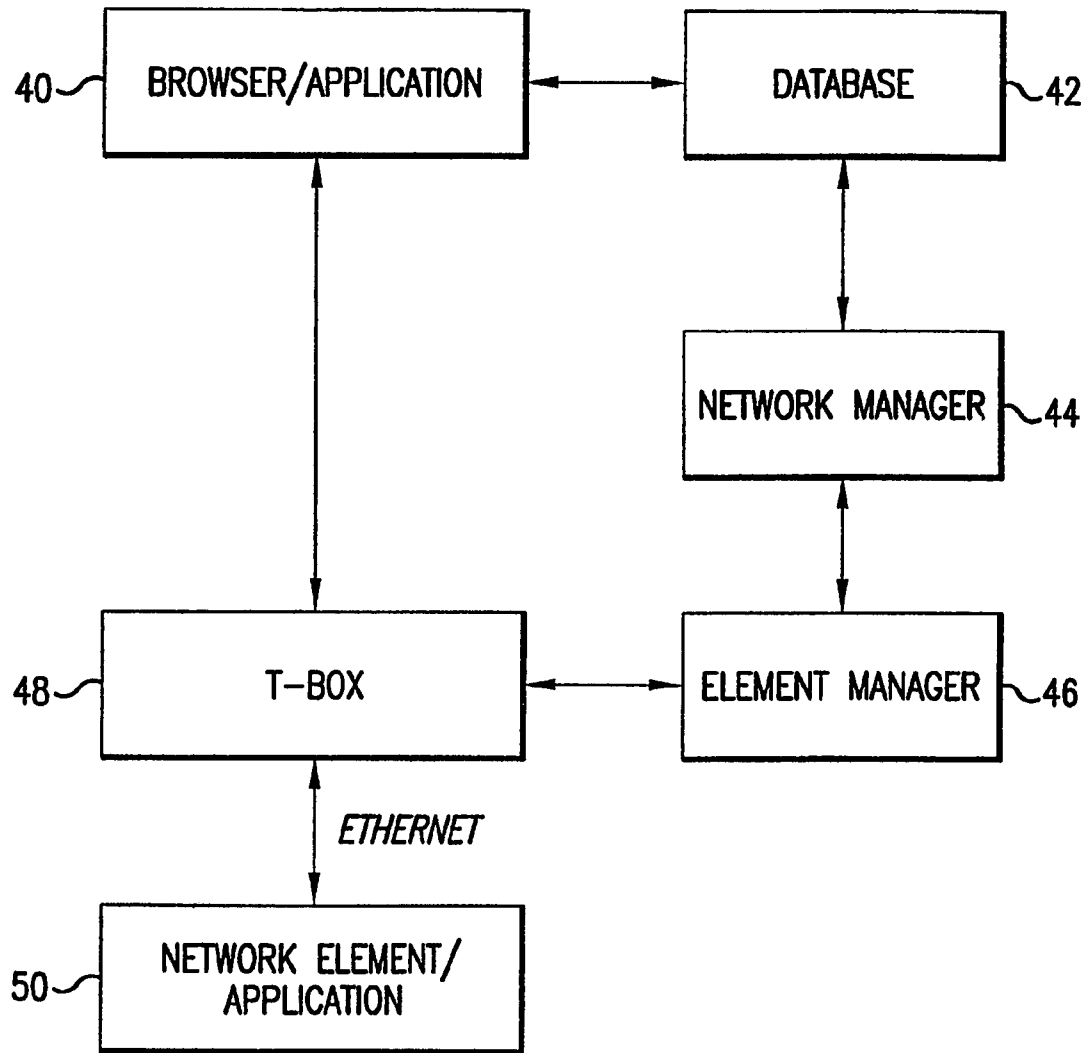 40
BROWSER/APPLICATION
DATABASE
42
NETWORK MANAGER
44
48
T-BOX
ELEMENT MANAGER
46
ETHERNET
50
NETWORK ELEMENT/
APPLICATION